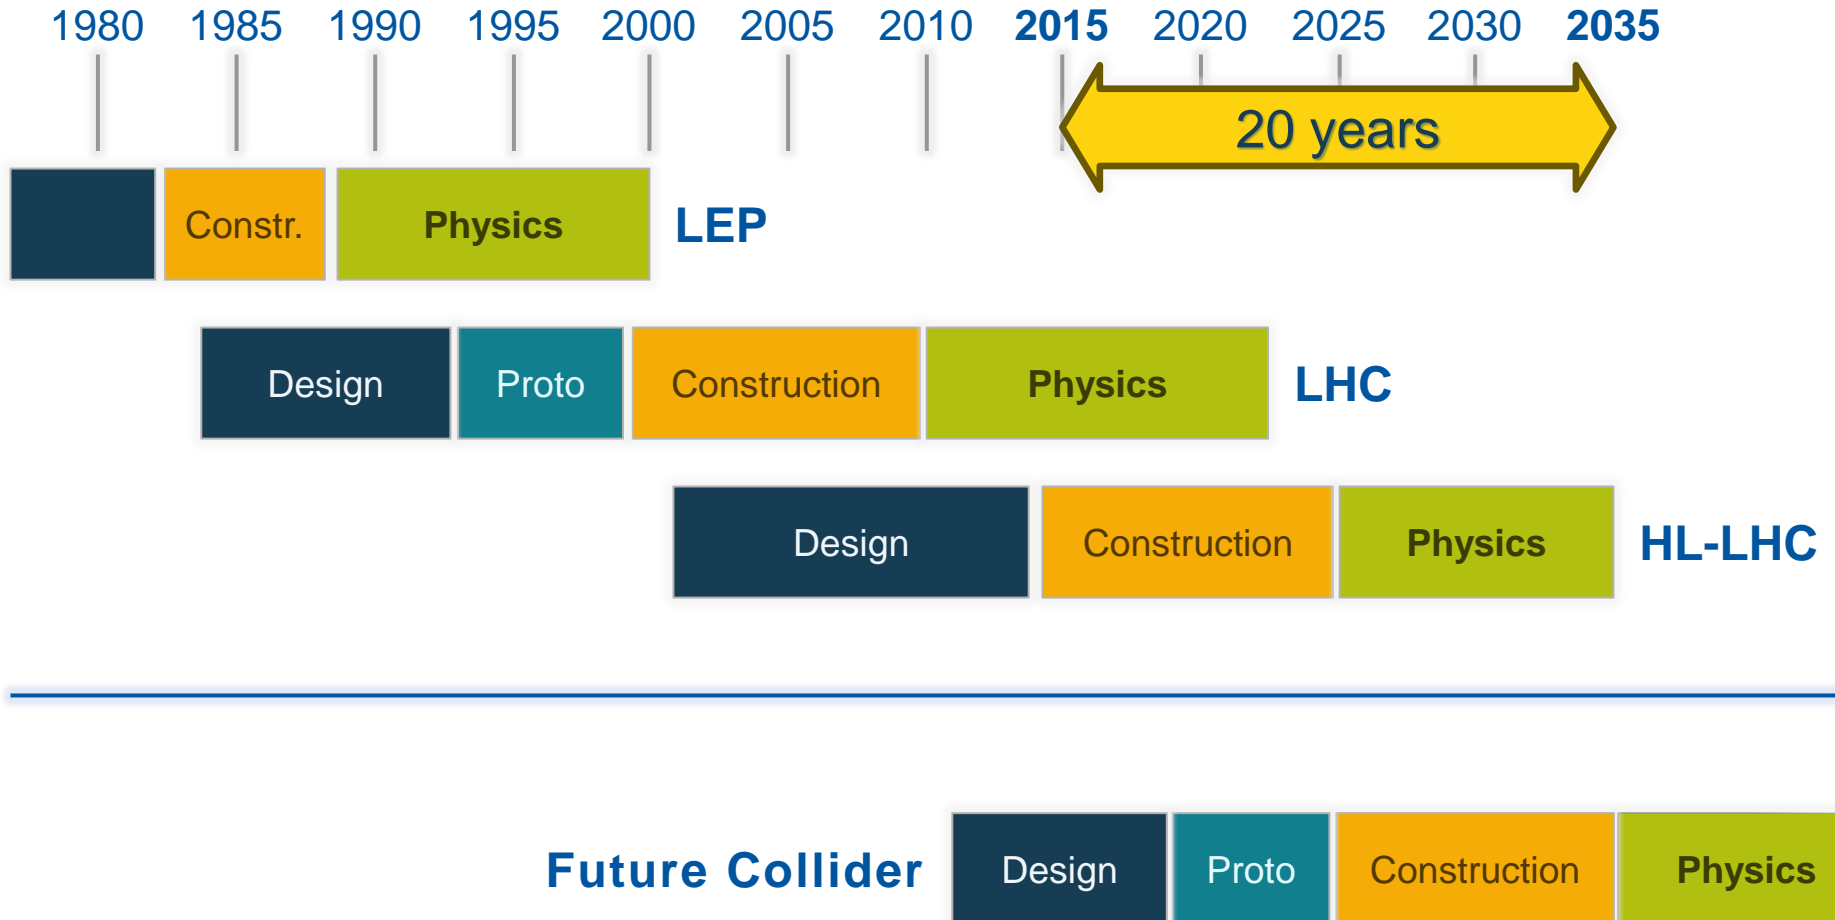 1980 1985 1990 1995 2000 2005 2010 2015 2020 2025 2030 2035
20 years
Constr. Physics LEP
Design Proto Construction Physics LHC
Design Construction Physics HL-LHC
Future Collider Design Proto Construction Physics